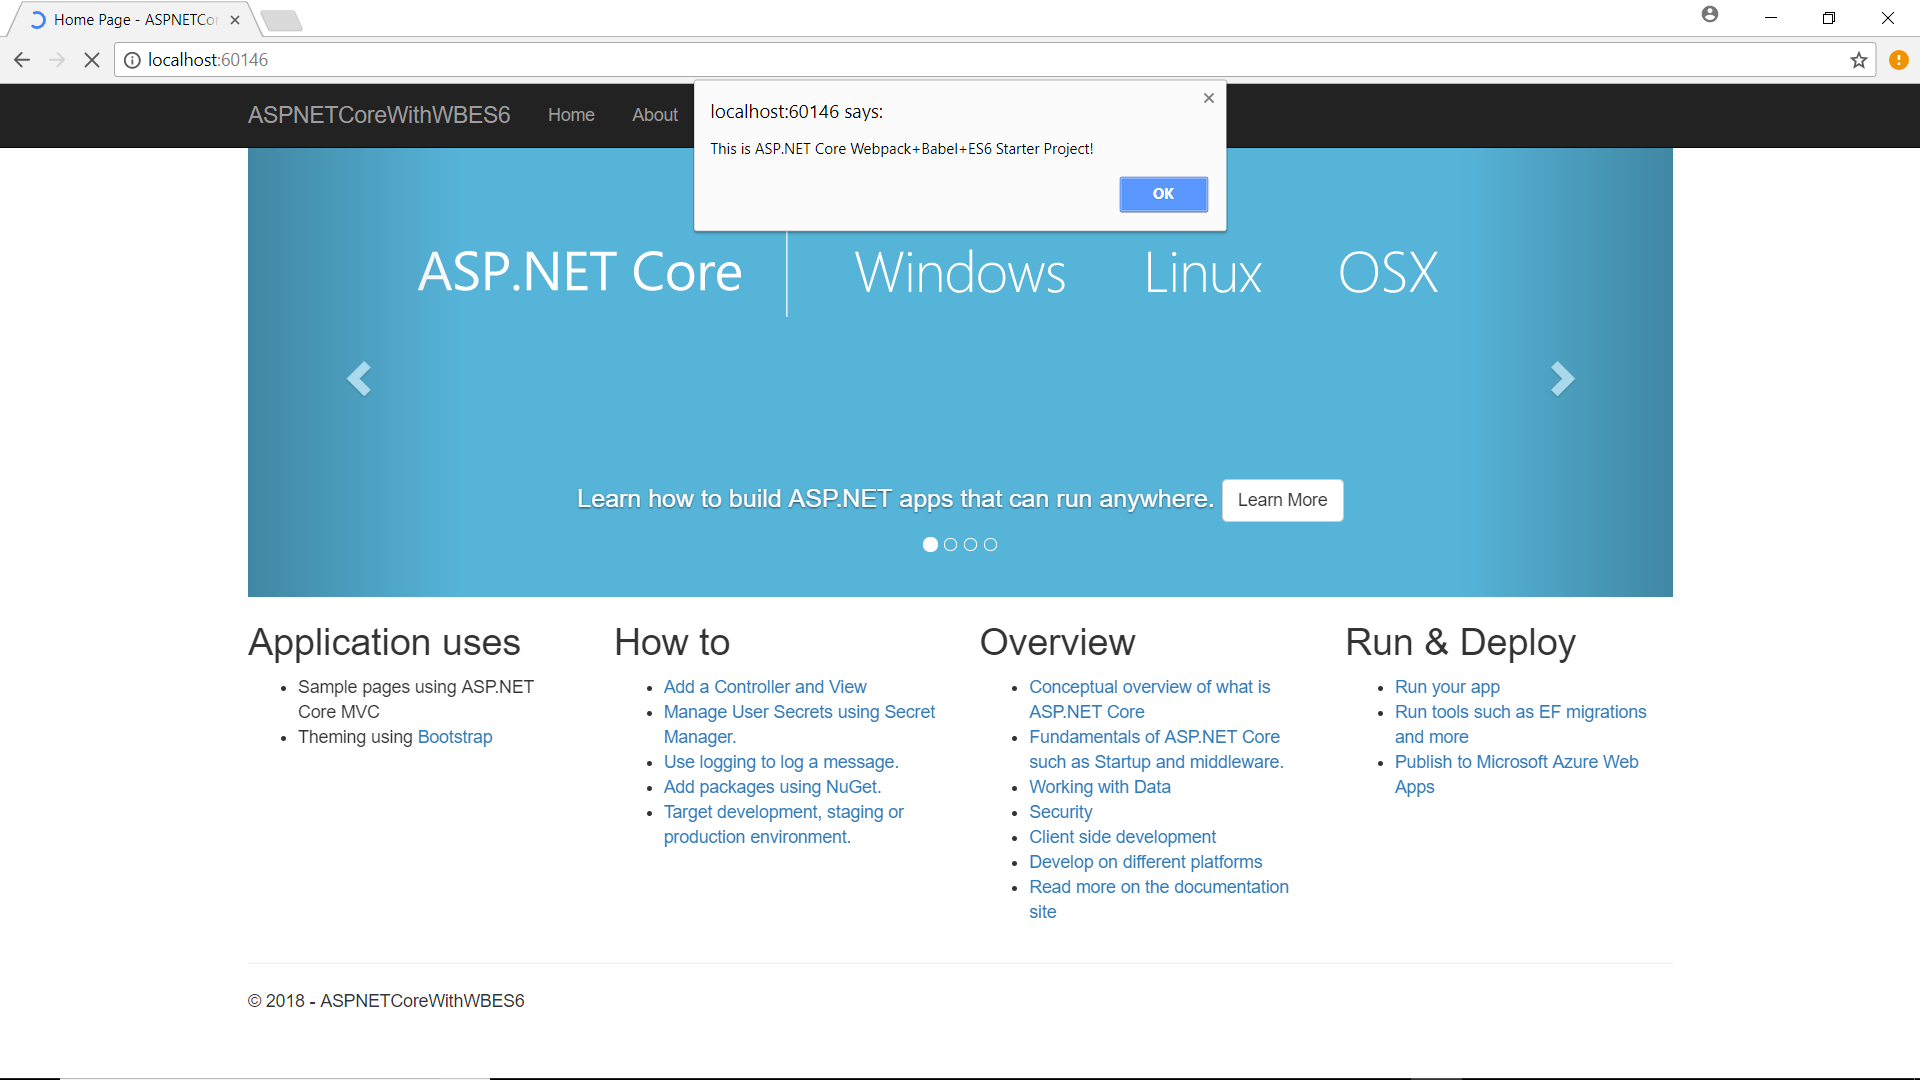 Home Page - ASPNETCor
localhost:60146
ASPNETCoreWithWBES6 Home About
localhost:60146 says:
This is ASP.NET Core Webpack+Babel+ES6 Starter Project!
OK
ASP.NET Core Windows Linux OSX
Learn how to build ASP.NET apps that can run anywhere. Learn More
Application uses
Sample pages using ASP.NET
Core MVC
Theming using Bootstrap
How to
Add a Controller and View
Manage User Secrets using Secret
Manager.
Use logging to log a message.
Add packages using NuGet.
Target development, staging or
production environment.
Overview
Conceptual overview of what is
ASP.NET Core
Fundamentals of ASP.NET Core
such as Startup and middleware.
Working with Data
Security
Client side development
Develop on different platforms
Read more on the documentation
site
Run & Deploy
Run your app
Run tools such as EF migrations
and more
Publish to Microsoft Azure Web
Apps
© 2018 - ASPNETCoreWithWBES6